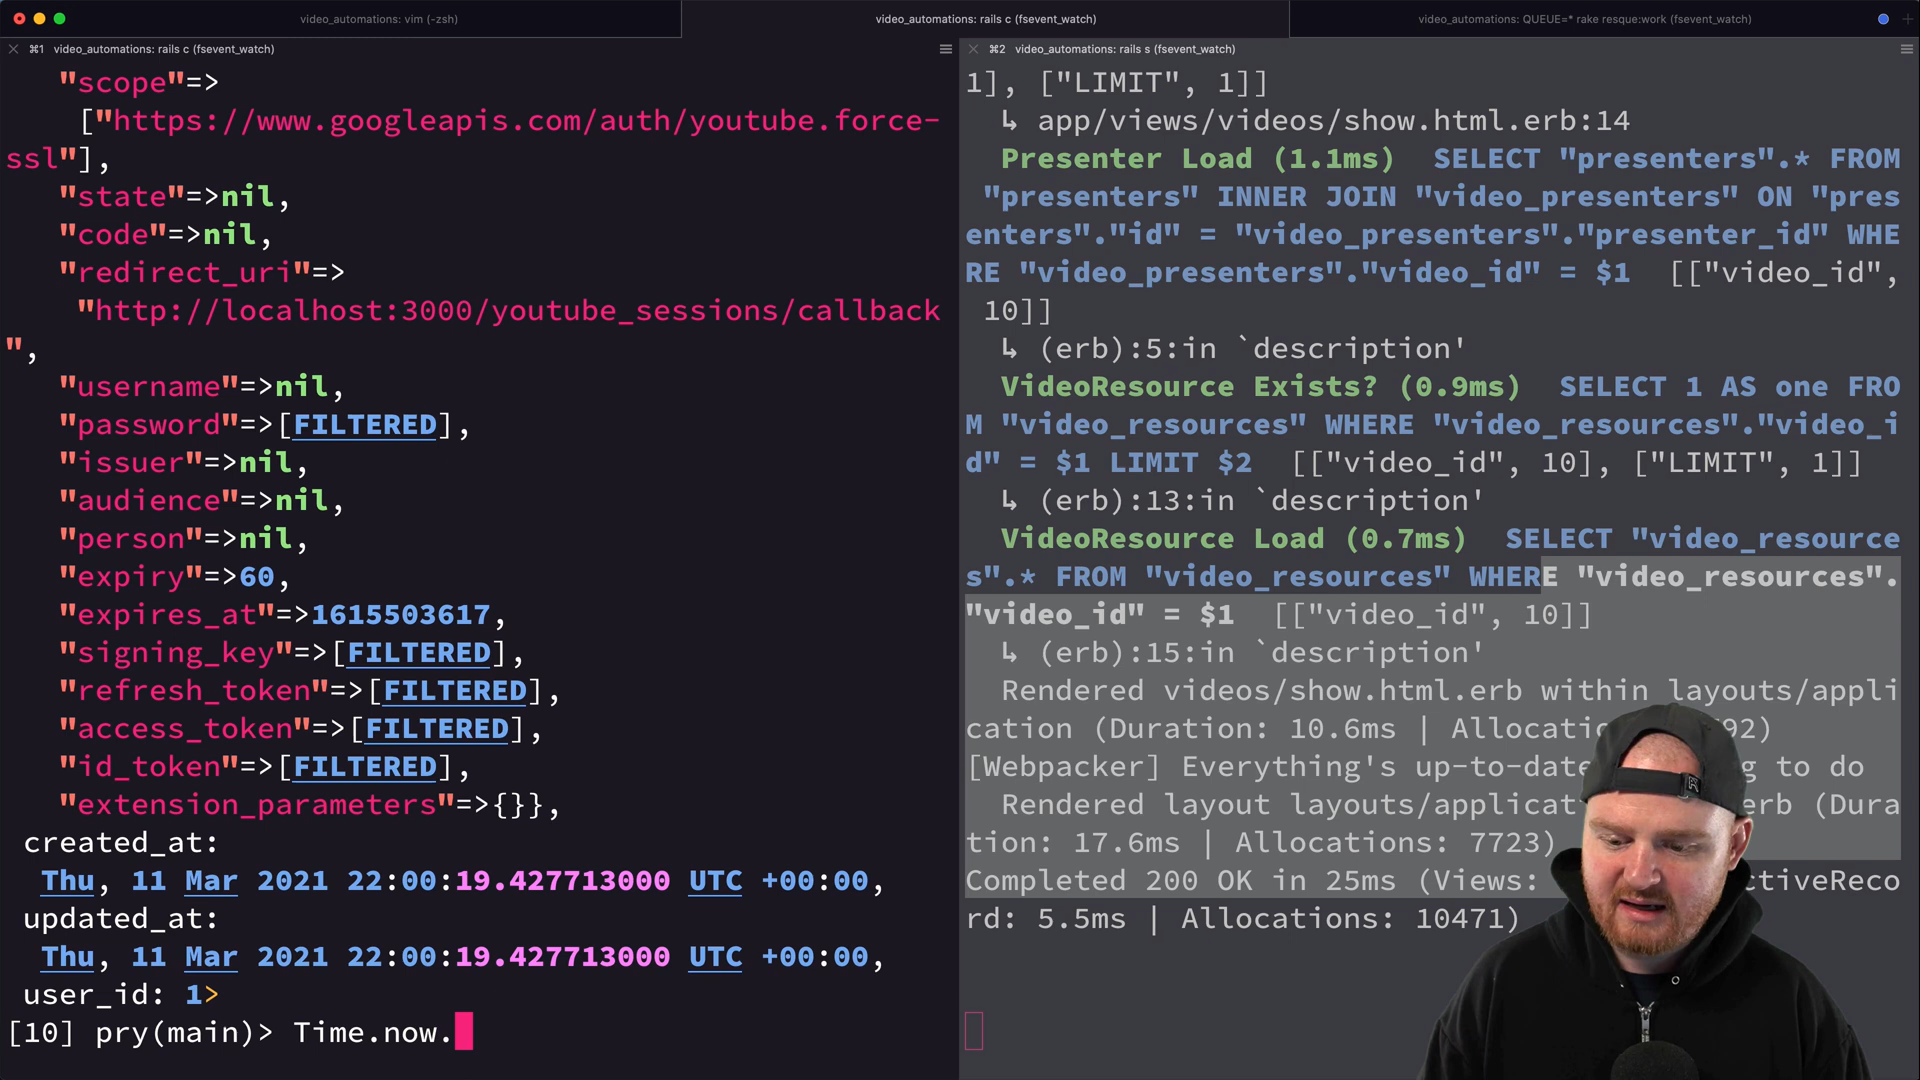 video_automations: vim (-zsh)
video_automations: rails c (fsevent_watch)
video_automations: QUEUE=* rake resque:work (fsevent_watch)
⌘1 video_automations: rails c (fsevent_watch)
"scope"=>
["https://www.googleapis.com/auth/youtube.force-
ssl"],
"state"=>nil,
"code"=>nil,
"redirect_uri"=>
"http://localhost:3000/youtube_sessions/callback
",
"username"=>nil,
"password"=>[FILTERED],
"issuer"=>nil,
"audience"=>nil,
"person"=>nil,
"expiry"=>60,
"expires_at"=>1615503617,
"signing_key"=>[FILTERED],
"refresh_token"=>[FILTERED],
"access_token"=>[FILTERED],
"id_token"=>[FILTERED],
"extension_parameters"=>{}},
created_at:
Thu, 11 Mar 2021 22:00:19.427713000 UTC +00:00,
updated_at:
Thu, 11 Mar 2021 22:00:19.427713000 UTC +00:00,
user_id: 1>
[10] pry(main)> Time.now.
⌘2 video_automations: rails s (fsevent_watch)
1], ["LIMIT", 1]]
↳ app/views/videos/show.html.erb:14
Presenter Load (1.1ms) SELECT "presenters".* FROM
"presenters" INNER JOIN "video_presenters" ON "pres
enters"."id" = "video_presenters"."presenter_id" WHE
RE "video_presenters"."video_id" = $1 [["video_id",
10]]
↳ (erb):5:in `description'
VideoResource Exists? (0.9ms) SELECT 1 AS one FRO
M "video_resources" WHERE "video_resources"."video_i
d" = $1 LIMIT $2 [["video_id", 10], ["LIMIT", 1]]
↳ (erb):13:in `description'
VideoResource Load (0.7ms) SELECT "video_resource
s".* FROM "video_resources" WHERE "video_resources".
"video_id" = $1 [["video_id", 10]]
↳ (erb):15:in `description'
Rendered videos/show.html.erb within layouts/appli
cation (Duration: 10.6ms | Allocatio 92)
[Webpacker] Everything's up-to-date g to do
Rendered layout layouts/applicat erb (Dura
tion: 17.6ms | Allocations: 7723)
Completed 200 OK in 25ms (Views: ctiveReco
rd: 5.5ms | Allocations: 10471)